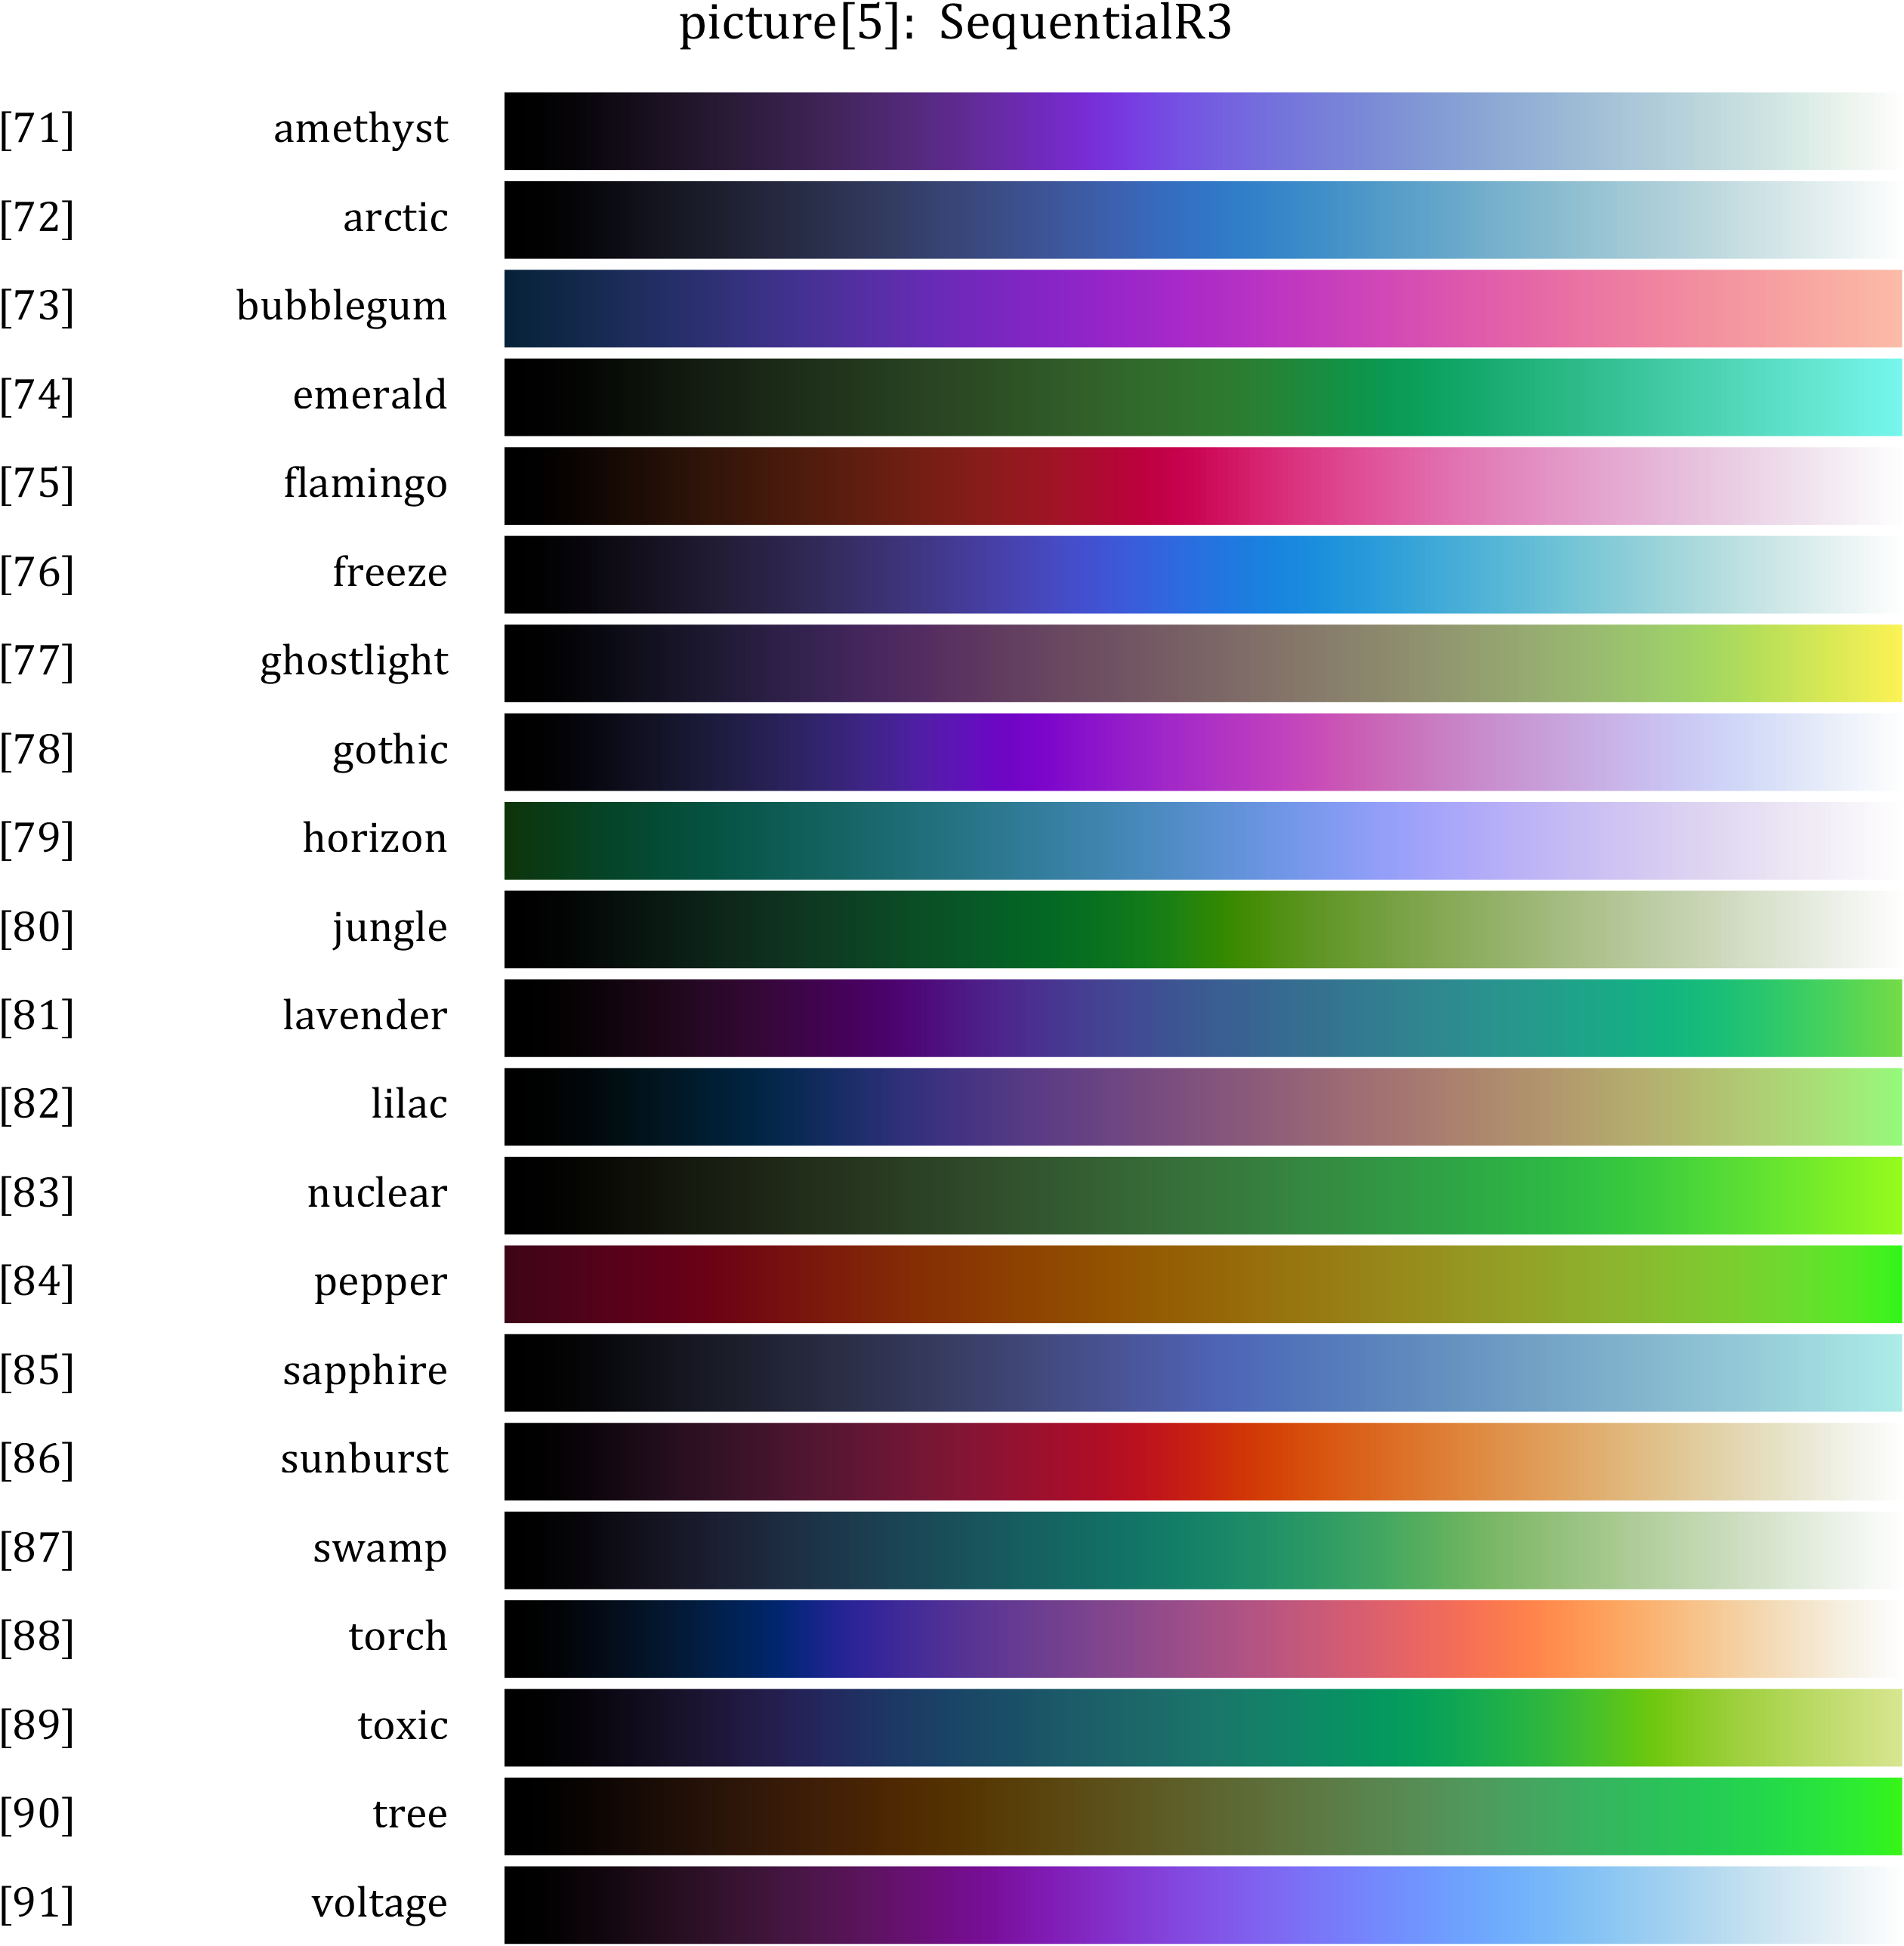 picture[5]: SequentialR3
[71] amethyst
[72] arctic
[73] bubblegum
[74] emerald
[75] flamingo
[76] freeze
[77] ghostlight
[78] gothic
[79] horizon
[80] jungle
[81] lavender
[82] lilac
[83] nuclear
[84] pepper
[85] sapphire
[86] sunburst
[87] swamp
[88] torch
[89] toxic
[90] tree
[91] voltage